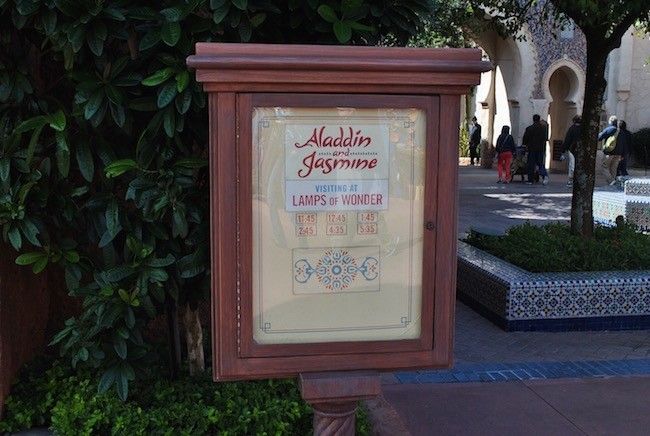 Aladdin
and
Jasmine
VISITING AT
LAMPS OF WONDER
11:45 12:45 1:45
2:45 4:35 5:35